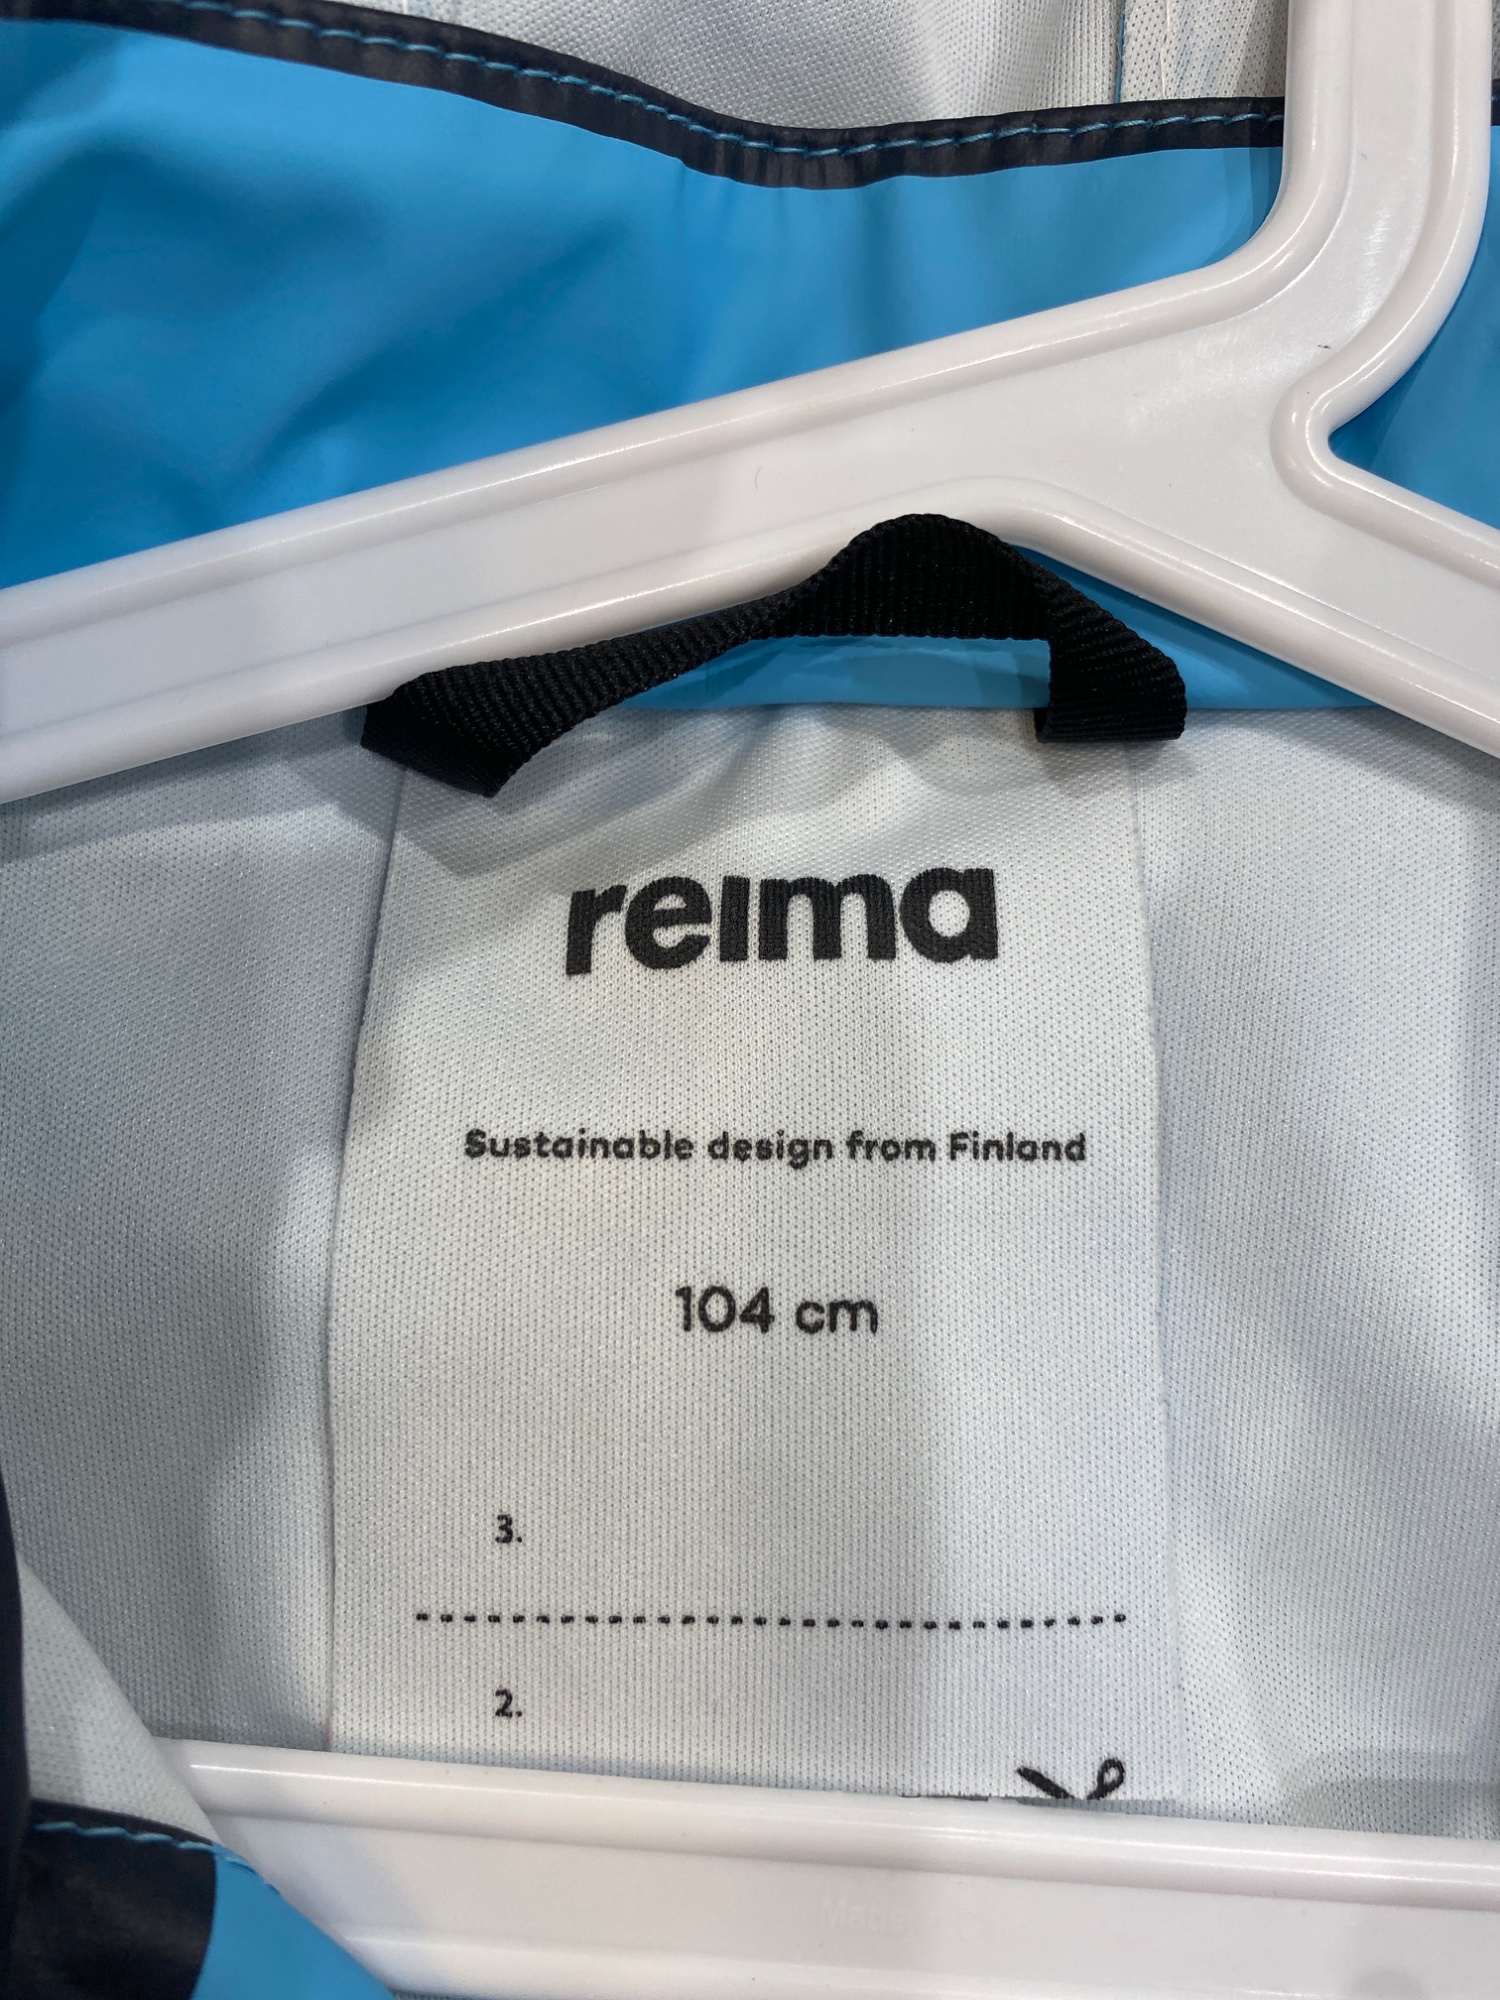 reima
Sustainable design from Finland
104 cm
3.
2.